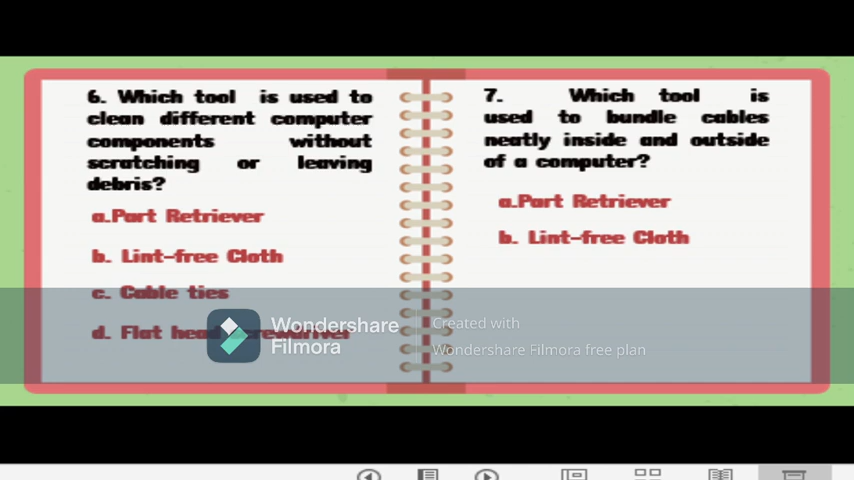 6. Which tool is used to
clean different computer
components without
scratching or leaving
debris?
a.Part Retriever
b. Lint-free Cloth
c. Cable ties
d. Flat head screwdriver
7. Which tool is
used to bundle cables
neatly inside and outside
of a computer?
a.Part Retriever
b. Lint-free Cloth
Wondershare
Filmora
Created with
Wondershare Filmora free plan